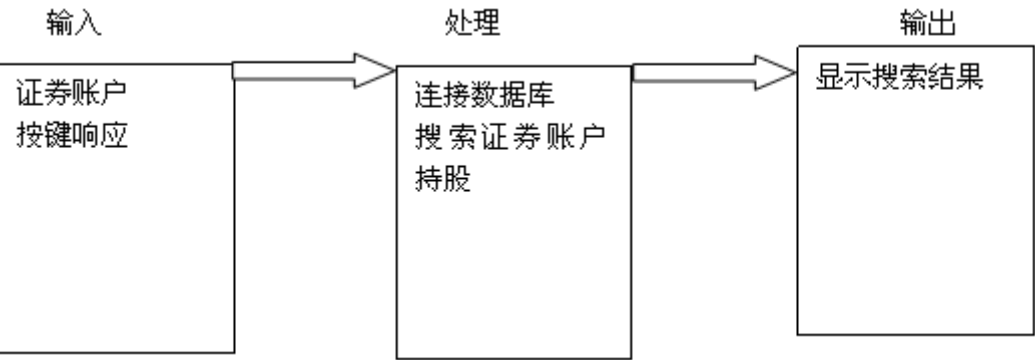 输入
处理
输出
证券账户
按键响应
连接数据库
搜索证券账户
持股
显示搜索结果